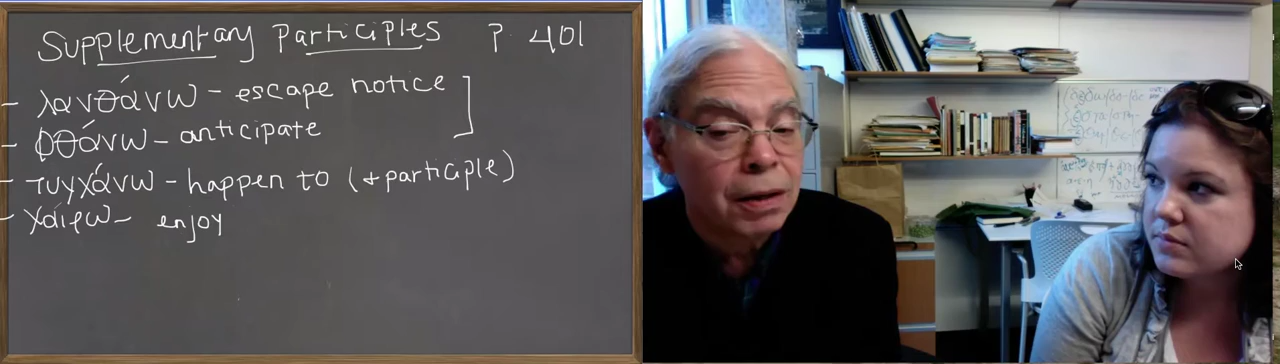 Supplementary Participles P. 401
- λανθάνω - escape notice
- φθάνω - anticipate
- τυγχάνω - happen to (+ participle)
- χαίρω - enjoy